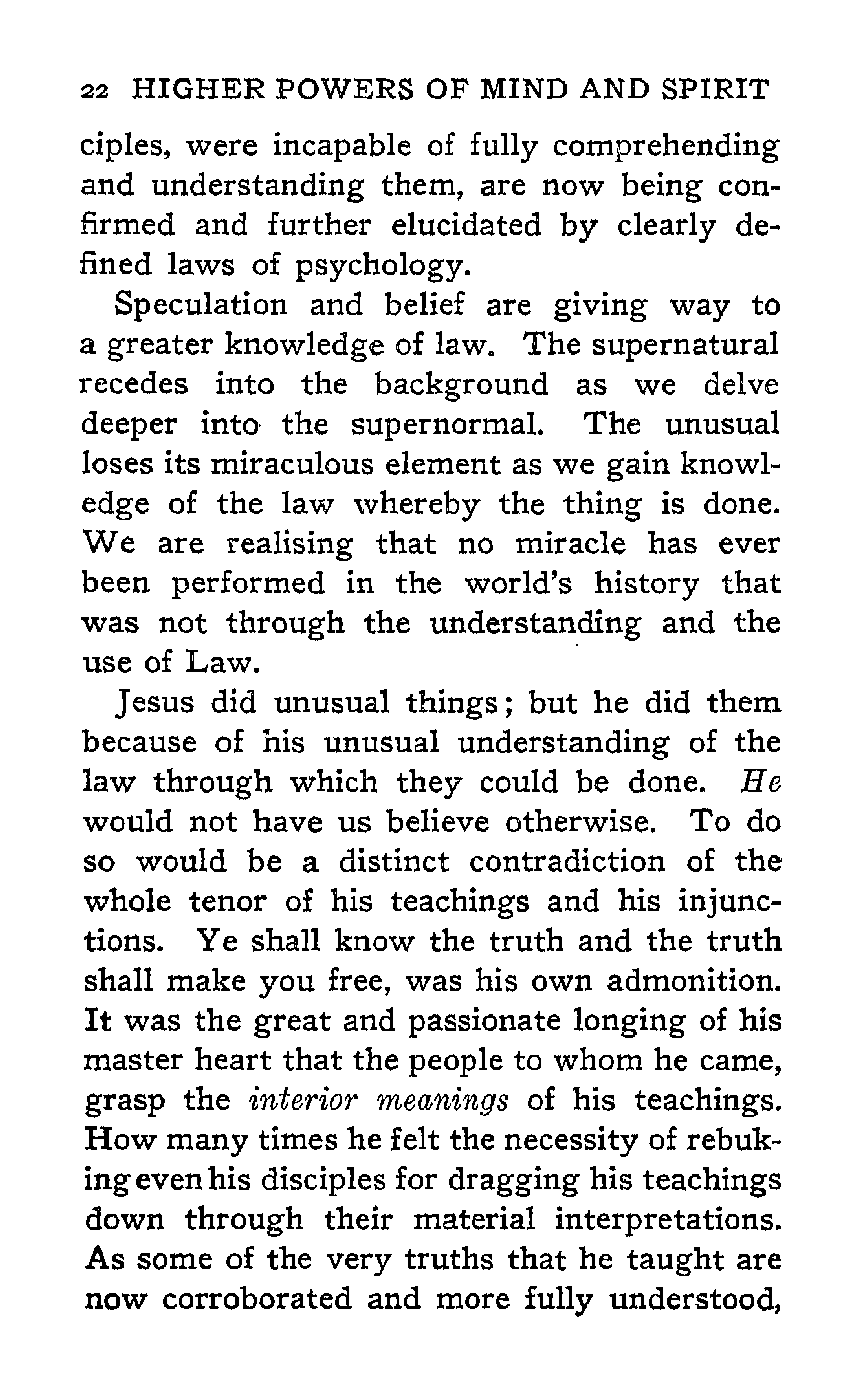 22 HIGHER POWERS OF MIND AND SPIRIT
ciples, were incapable of fully comprehending
and understanding them, are now being con-
firmed and further elucidated by clearly de-
fined laws of psychology.
Speculation and belief are giving way to
a greater knowledge of law. The supernatural
recedes into the background as we delve
deeper into the supernormal. The unusual
loses its miraculous element as we gain knowl-
edge of the law whereby the thing is done.
We are realising that no miracle has ever
been performed in the world's history that
was not through the understanding and the
use of Law.
Jesus did unusual things; but he did them
because of his unusual understanding of the
law through which they could be done. He
would not have us believe otherwise. To do
so would be a distinct contradiction of the
whole tenor of his teachings and his injunc-
tions. Ye shall know the truth and the truth
shall make you free, was his own admonition.
It was the great and passionate longing of his
master heart that the people to whom he came,
grasp the interior meanings of his teachings.
How many times he felt the necessity of rebuk-
ing even his disciples for dragging his teachings
down through their material interpretations.
As some of the very truths that he taught are
now corroborated and more fully understood,